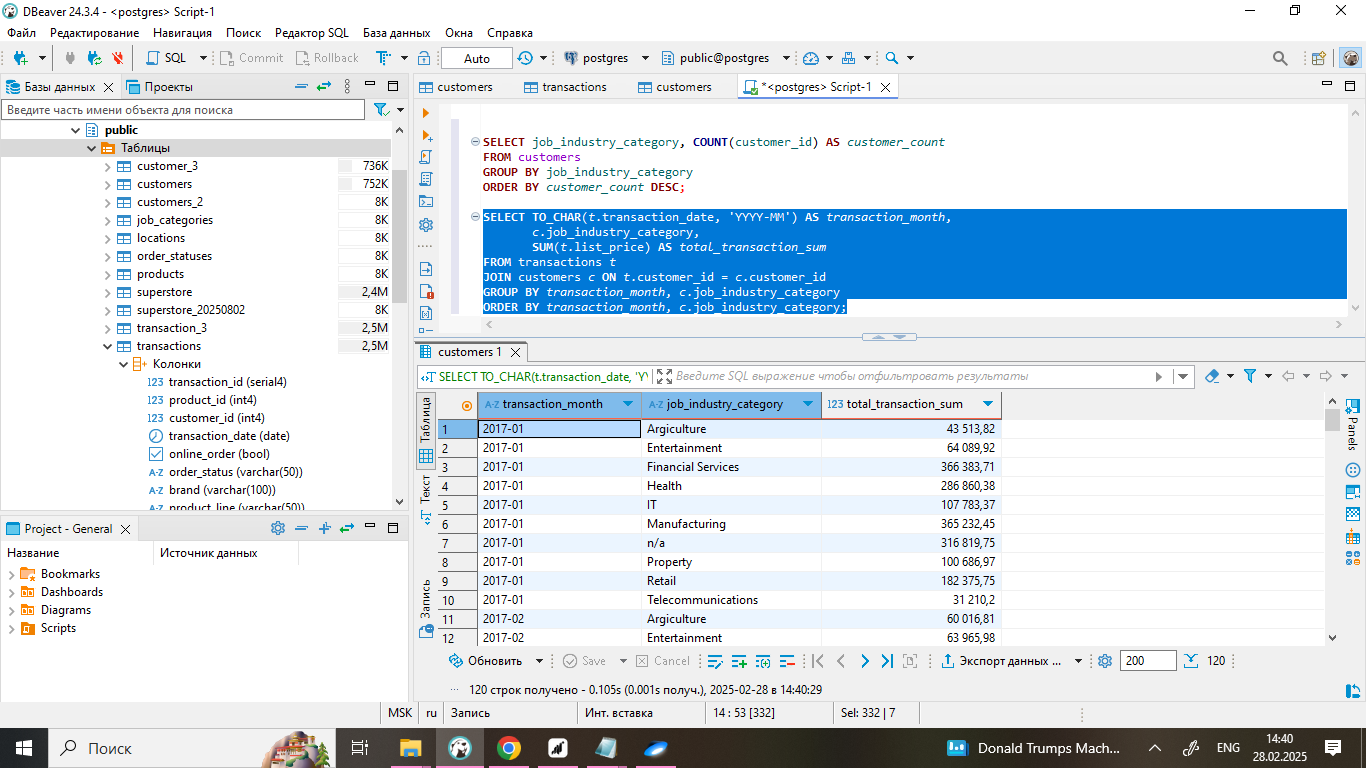 DBeaver 24.3.4 - <postgres> Script-1
Файл Редактирование Навигация Поиск Редактор SQL База данных Окна Справка
SQL Commit Rollback Auto postgres public@postgres
Базы данных Проекты
Введите часть имени объекта для поиска
public
Таблицы
customer_3 736K
customers 752K
customers_2 8K
job_categories 8K
locations 8K
order_statuses 8K
products 8K
superstore 2,4M
superstore_20250802 8K
transaction_3 2,5M
transactions 2,5M
Колонки
123 transaction_id (serial4)
123 product_id (int4)
123 customer_id (int4)
transaction_date (date)
online_order (bool)
A-Z order_status (varchar(50))
A-Z brand (varchar(100))
A-Z product_line (varchar(50))
Project - General
Название Источник данных
Bookmarks
Dashboards
Diagrams
Scripts
customers transactions customers *<postgres> Script-1
SELECT job_industry_category, COUNT(customer_id) AS customer_count
FROM customers
GROUP BY job_industry_category
ORDER BY customer_count DESC;
SELECT TO_CHAR(t.transaction_date, 'YYYY-MM') AS transaction_month,
c.job_industry_category,
SUM(t.list_price) AS total_transaction_sum
FROM transactions t
JOIN customers c ON t.customer_id = c.customer_id
GROUP BY transaction_month, c.job_industry_category
ORDER BY transaction_month, c.job_industry_category;
customers 1
SELECT TO_CHAR(t.transaction_date, 'Y Введите SQL выражение чтобы отфильтровать результаты
Таблица
Текст
Запись
Panels
A-Z transaction_month A-Z job_industry_category 123 total_transaction_sum
1 2017-01 Argiculture 43 513,82
2 2017-01 Entertainment 64 089,92
3 2017-01 Financial Services 366 383,71
4 2017-01 Health 286 860,38
5 2017-01 IT 107 783,37
6 2017-01 Manufacturing 365 232,45
7 2017-01 n/a 316 819,75
8 2017-01 Property 100 686,97
9 2017-01 Retail 182 375,75
10 2017-01 Telecommunications 31 210,2
11 2017-02 Argiculture 60 016,81
12 2017-02 Entertainment 63 965,98
Обновить Save Cancel Экспорт данных ... 200 120
120 строк получено - 0.105s (0.001s получ.), 2025-02-28 в 14:40:29
MSK ru Запись Инт. вставка 14 : 53 [332] Sel: 332 | 7
Поиск Donald Trumps Mach... ENG 14:40
28.02.2025